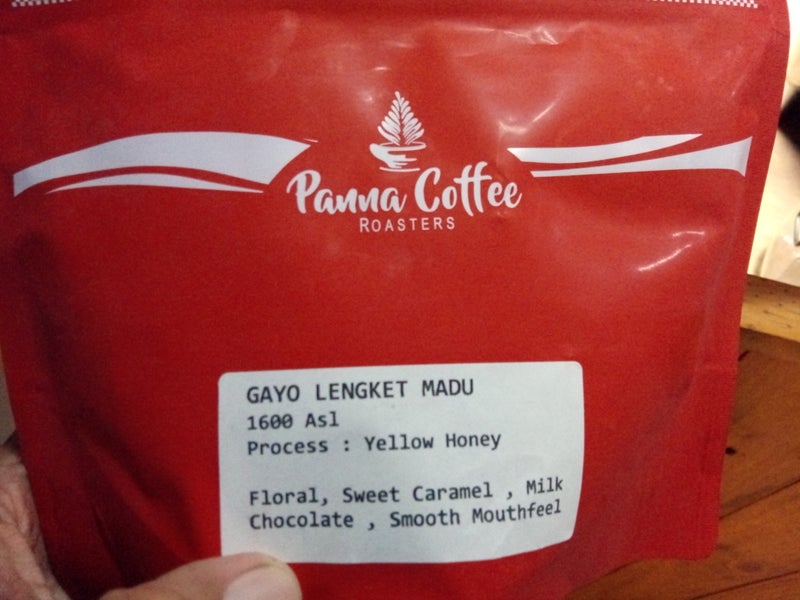 Panna Coffee
ROASTERS
GAYO LENGKET MADU
1600 Asl
Process : Yellow Honey
Floral, Sweet Caramel , Milk
Chocolate , Smooth Mouthfeel